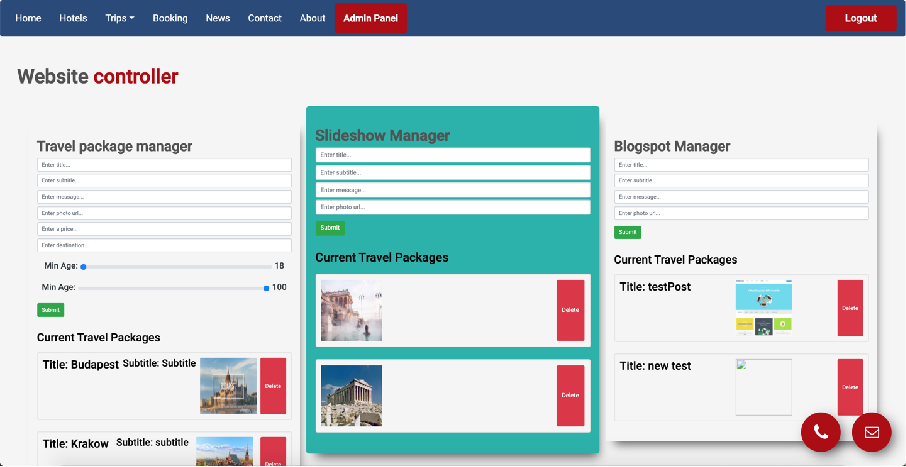 Home Hotels Trips Booking News Contact About Admin Panel Logout
Website controller
Travel package manager
Enter title...
Enter subtitle
Enter message...
Enter photo url...
Enter a price...
Enter destination
Min Age: 18
Min Age: 100
Submit
Current Travel Packages
Title: Budapest Subtitle: Subtitle Delete
Title: Krakow Subtitle: subtitle Delete
Slideshow Manager
Enter title...
Enter subtitle...
Enter message...
Enter photo url...
Submit
Current Travel Packages
Delete
Delete
Blogspot Manager
Enter title...
Enter subtitle...
Enter message...
Enter photo url...
Submit
Current Travel Packages
Title: testPost Delete
Title: new test Delete